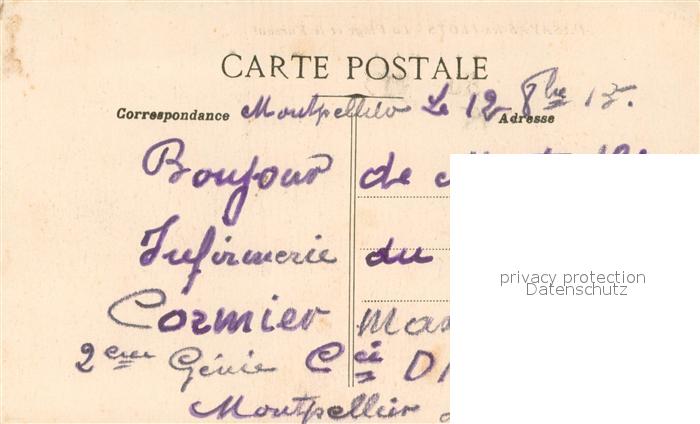 CARTE POSTALE
Correspondance Montpellier Le 12 8bre 15.
Adresse
Bonjour de
Infirmerie du
Cormier
2eme Génie Cie
Montpellier
privacy protection
Datenschutz